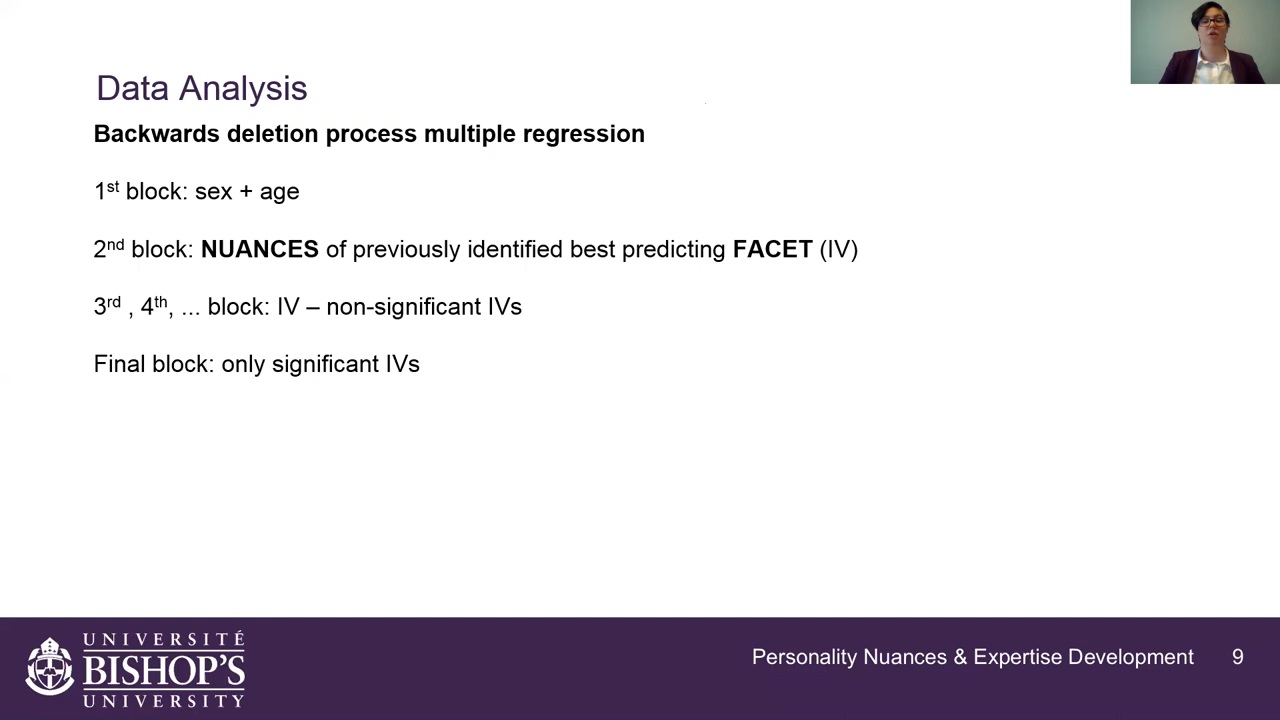 Data Analysis
Backwards deletion process multiple regression
1st block: sex + age
2nd block: NUANCES of previously identified best predicting FACET (IV)
3rd , 4th, ... block: IV – non-significant IVs
Final block: only significant IVs
UNIVERSITÉ
BISHOP'S
UNIVERSITY
Personality Nuances & Expertise Development 9